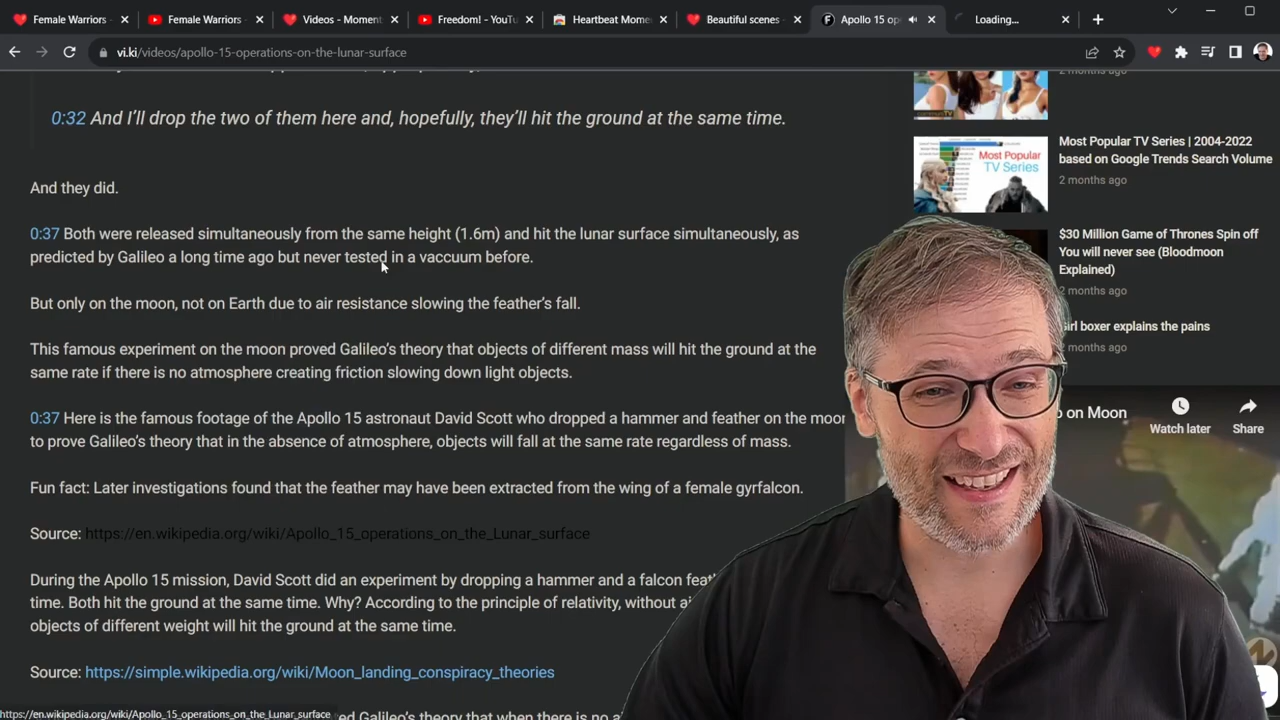 Female Warriors -
Female Warriors -
Videos - Moment
Freedom! - YouTu
Heartbeat Mome
Beautiful scenes -
Apollo 15 op
Loading...
vi.ki/videos/apollo-15-operations-on-the-lunar-surface
0:32 And I'll drop the two of them here and, hopefully, they'll hit the ground at the same time.
And they did.
0:37 Both were released simultaneously from the same height (1.6m) and hit the lunar surface simultaneously, as
predicted by Galileo a long time ago but never tested in a vaccuum before.
But only on the moon, not on Earth due to air resistance slowing the feather's fall.
This famous experiment on the moon proved Galileo's theory that objects of different mass will hit the ground at the
same rate if there is no atmosphere creating friction slowing down light objects.
0:37 Here is the famous footage of the Apollo 15 astronaut David Scott who dropped a hammer and feather on the moon
to prove Galileo's theory that in the absence of atmosphere, objects will fall at the same rate regardless of mass.
Fun fact: Later investigations found that the feather may have been extracted from the wing of a female gyrfalcon.
Source: https://en.wikipedia.org/wiki/Apollo_15_operations_on_the_Lunar_surface
During the Apollo 15 mission, David Scott did an experiment by dropping a hammer and a falcon feat
time. Both hit the ground at the same time. Why? According to the principle of relativity, without ai
objects of different weight will hit the ground at the same time.
Source: https://simple.wikipedia.org/wiki/Moon_landing_conspiracy_theories
https://en.wikipedia.org/wiki/Apollo_15_operations_on_the_Lunar_surface
ed Galileo's theory that when there is no a
2 months ago
Most Popular TV Series | 2004-2022
based on Google Trends Search Volume
2 months ago
Most Popular
TV Series
$30 Million Game of Thrones Spin off
You will never see (Bloodmoon
Explained)
2 months ago
irl boxer explains the pains
2 months ago
o on Moon
Watch later
Share